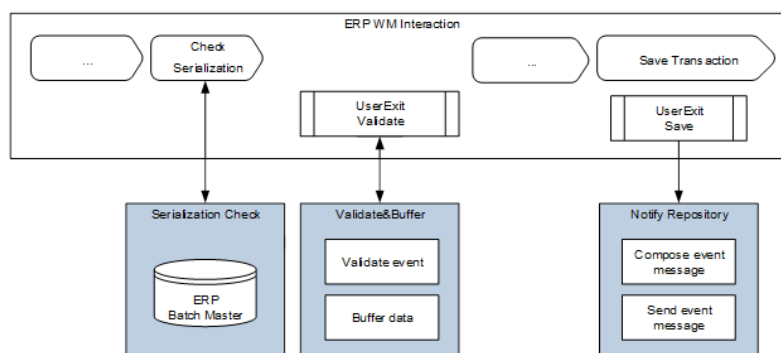 ERP WM Interaction
...
Check
Serialization
...
Save Transaction
UserExit
Validate
UserExit
Save
Serialization Check
Validate&Buffer
Notify Repository
Validate event
Compose event
message
ERP
Batch Master
Buffer data
Send event
message